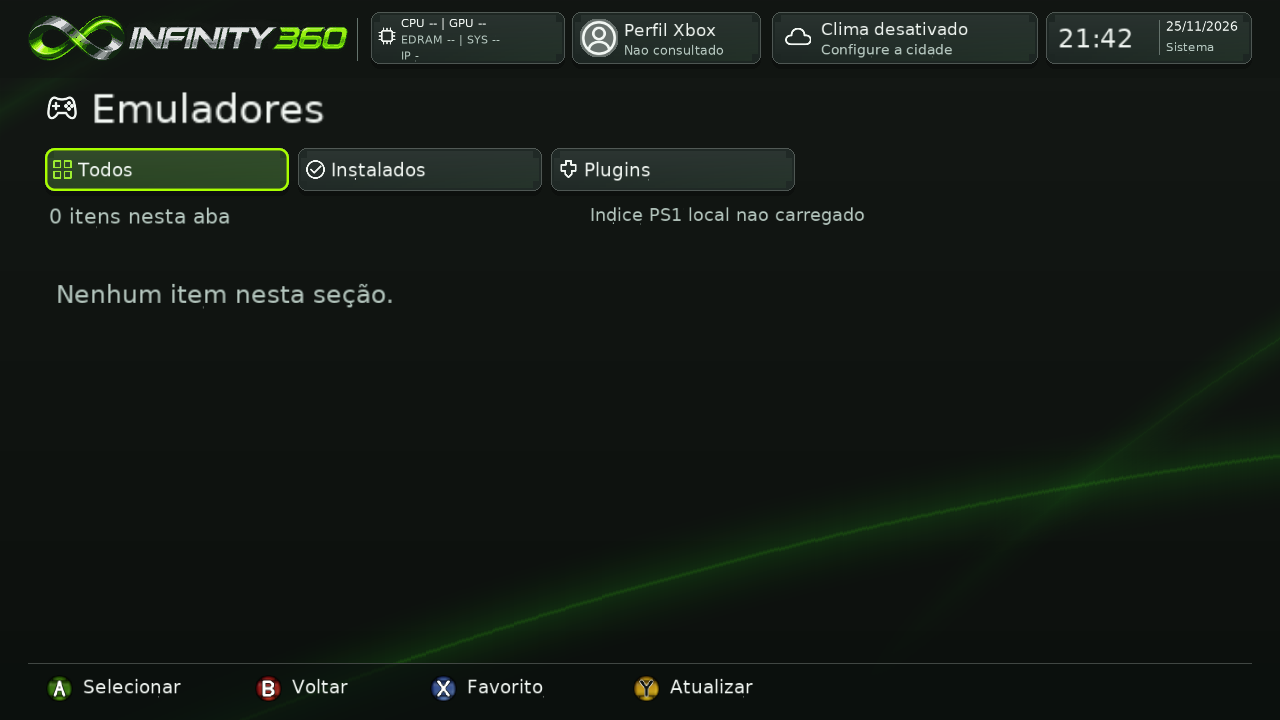 INFINITY 360
CPU -- | GPU --
EDRAM -- | SYS --
IP -
Perfil Xbox
Nao consultado
Clima desativado
Configure a cidade
21:42
25/11/2026
Sistema
Emuladores
Todos
Instalados
Plugins
0 itens nesta aba
Indice PS1 local nao carregado
Nenhum item nesta seção.
A Selecionar
B Voltar
X Favorito
Y Atualizar